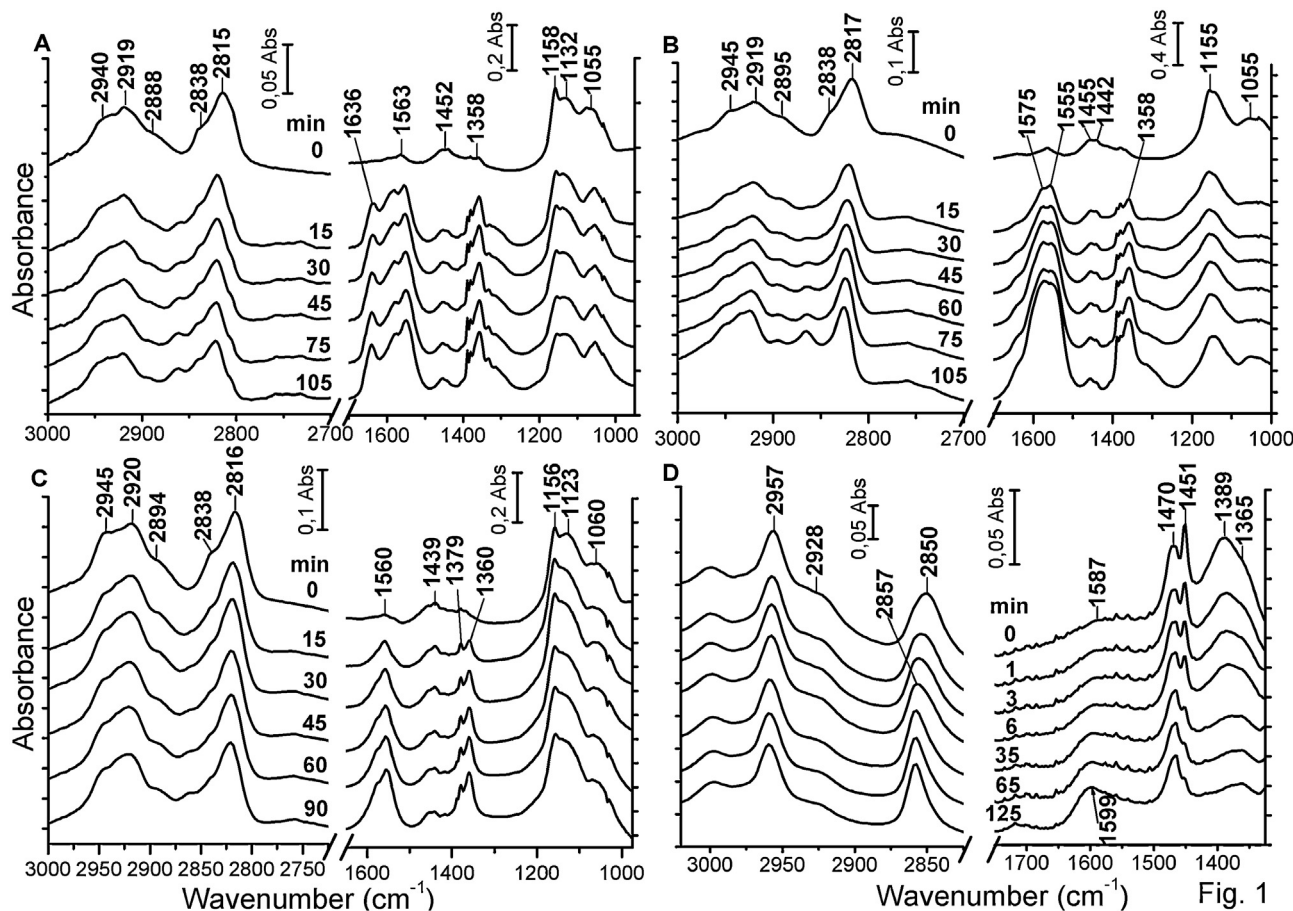 A
2940
2919
2888
2838
2815
0,05 Abs
0,2 Abs
1636
1563
1452
1358
1158
1132
1055
min
0
15
30
45
75
105
Absorbance
3000 2900 2800 2700 1600 1400 1200 1000
B
2945
2919
2895
2838
2817
0,1 Abs
0,4 Abs
1575
1555
1455
1442
1358
1155
1055
min
0
15
30
45
60
75
105
3000 2900 2800 2700 1600 1400 1200 1000
C
2945
2920
2894
2838
2816
0,1 Abs
0,2 Abs
1560
1439
1379
1360
1156
1123
1060
min
0
15
30
45
60
90
Absorbance
3000 2950 2900 2850 2800 2750 1600 1400 1200 1000
Wavenumber (cm-1)
D
2957
2928
2857
2850
0,05 Abs
0,05 Abs
1587
1470
1451
1389
1365
min
0
1
3
6
35
65
125
1599
3000 2950 2900 2850 1700 1600 1500 1400
Wavenumber (cm-1)
Fig. 1